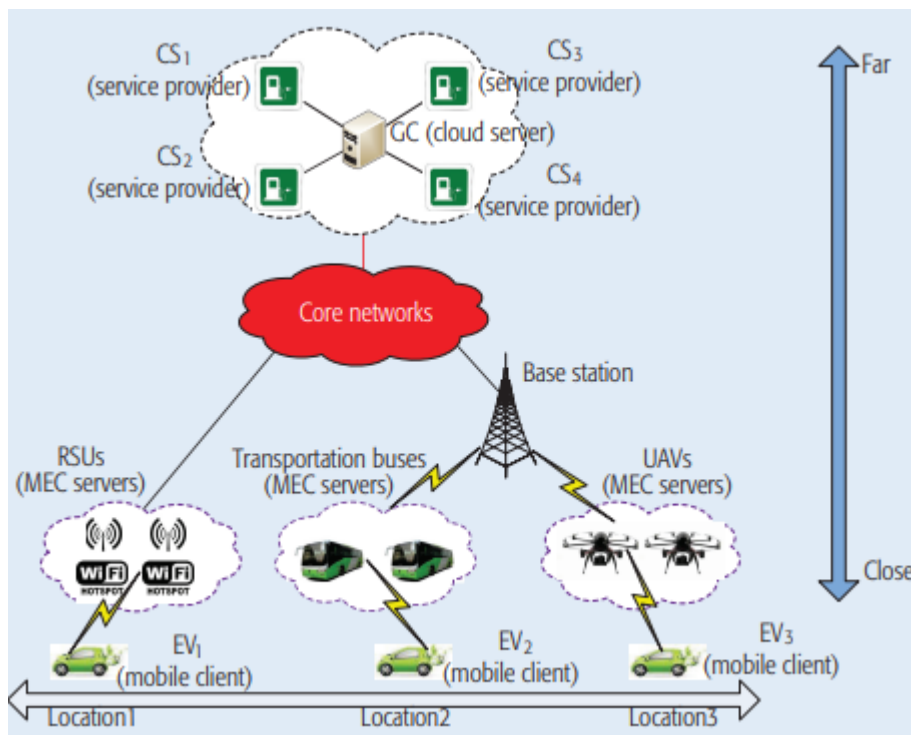 CS1
(service provider)
CS3
(service provider)
Far
GC (cloud server)
CS2
(service provider)
CS4
(service provider)
Core networks
Base station
RSUs
(MEC servers)
Transportation buses
(MEC servers)
UAVs
(MEC servers)
WiFi
HOTSPOT
WiFi
HOTSPOT
Close
EV1
(mobile client)
EV2
(mobile client)
EV3
(mobile client)
Location1
Location2
Location3